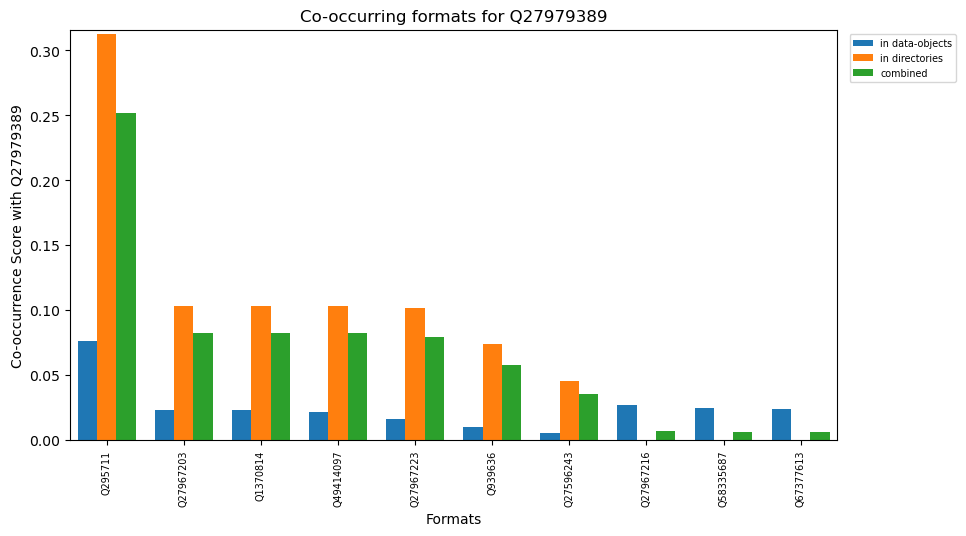 Co-occurring formats for Q27979389
in data-objects
in directories
combined
Co-occurrence Score with Q27979389
0.30
0.25
0.20
0.15
0.10
0.05
0.00
Q295711
Q27967203
Q1370814
Q49414097
Q27967223
Q939636
Q27596243
Q27967216
Q58335687
Q67377613
Formats